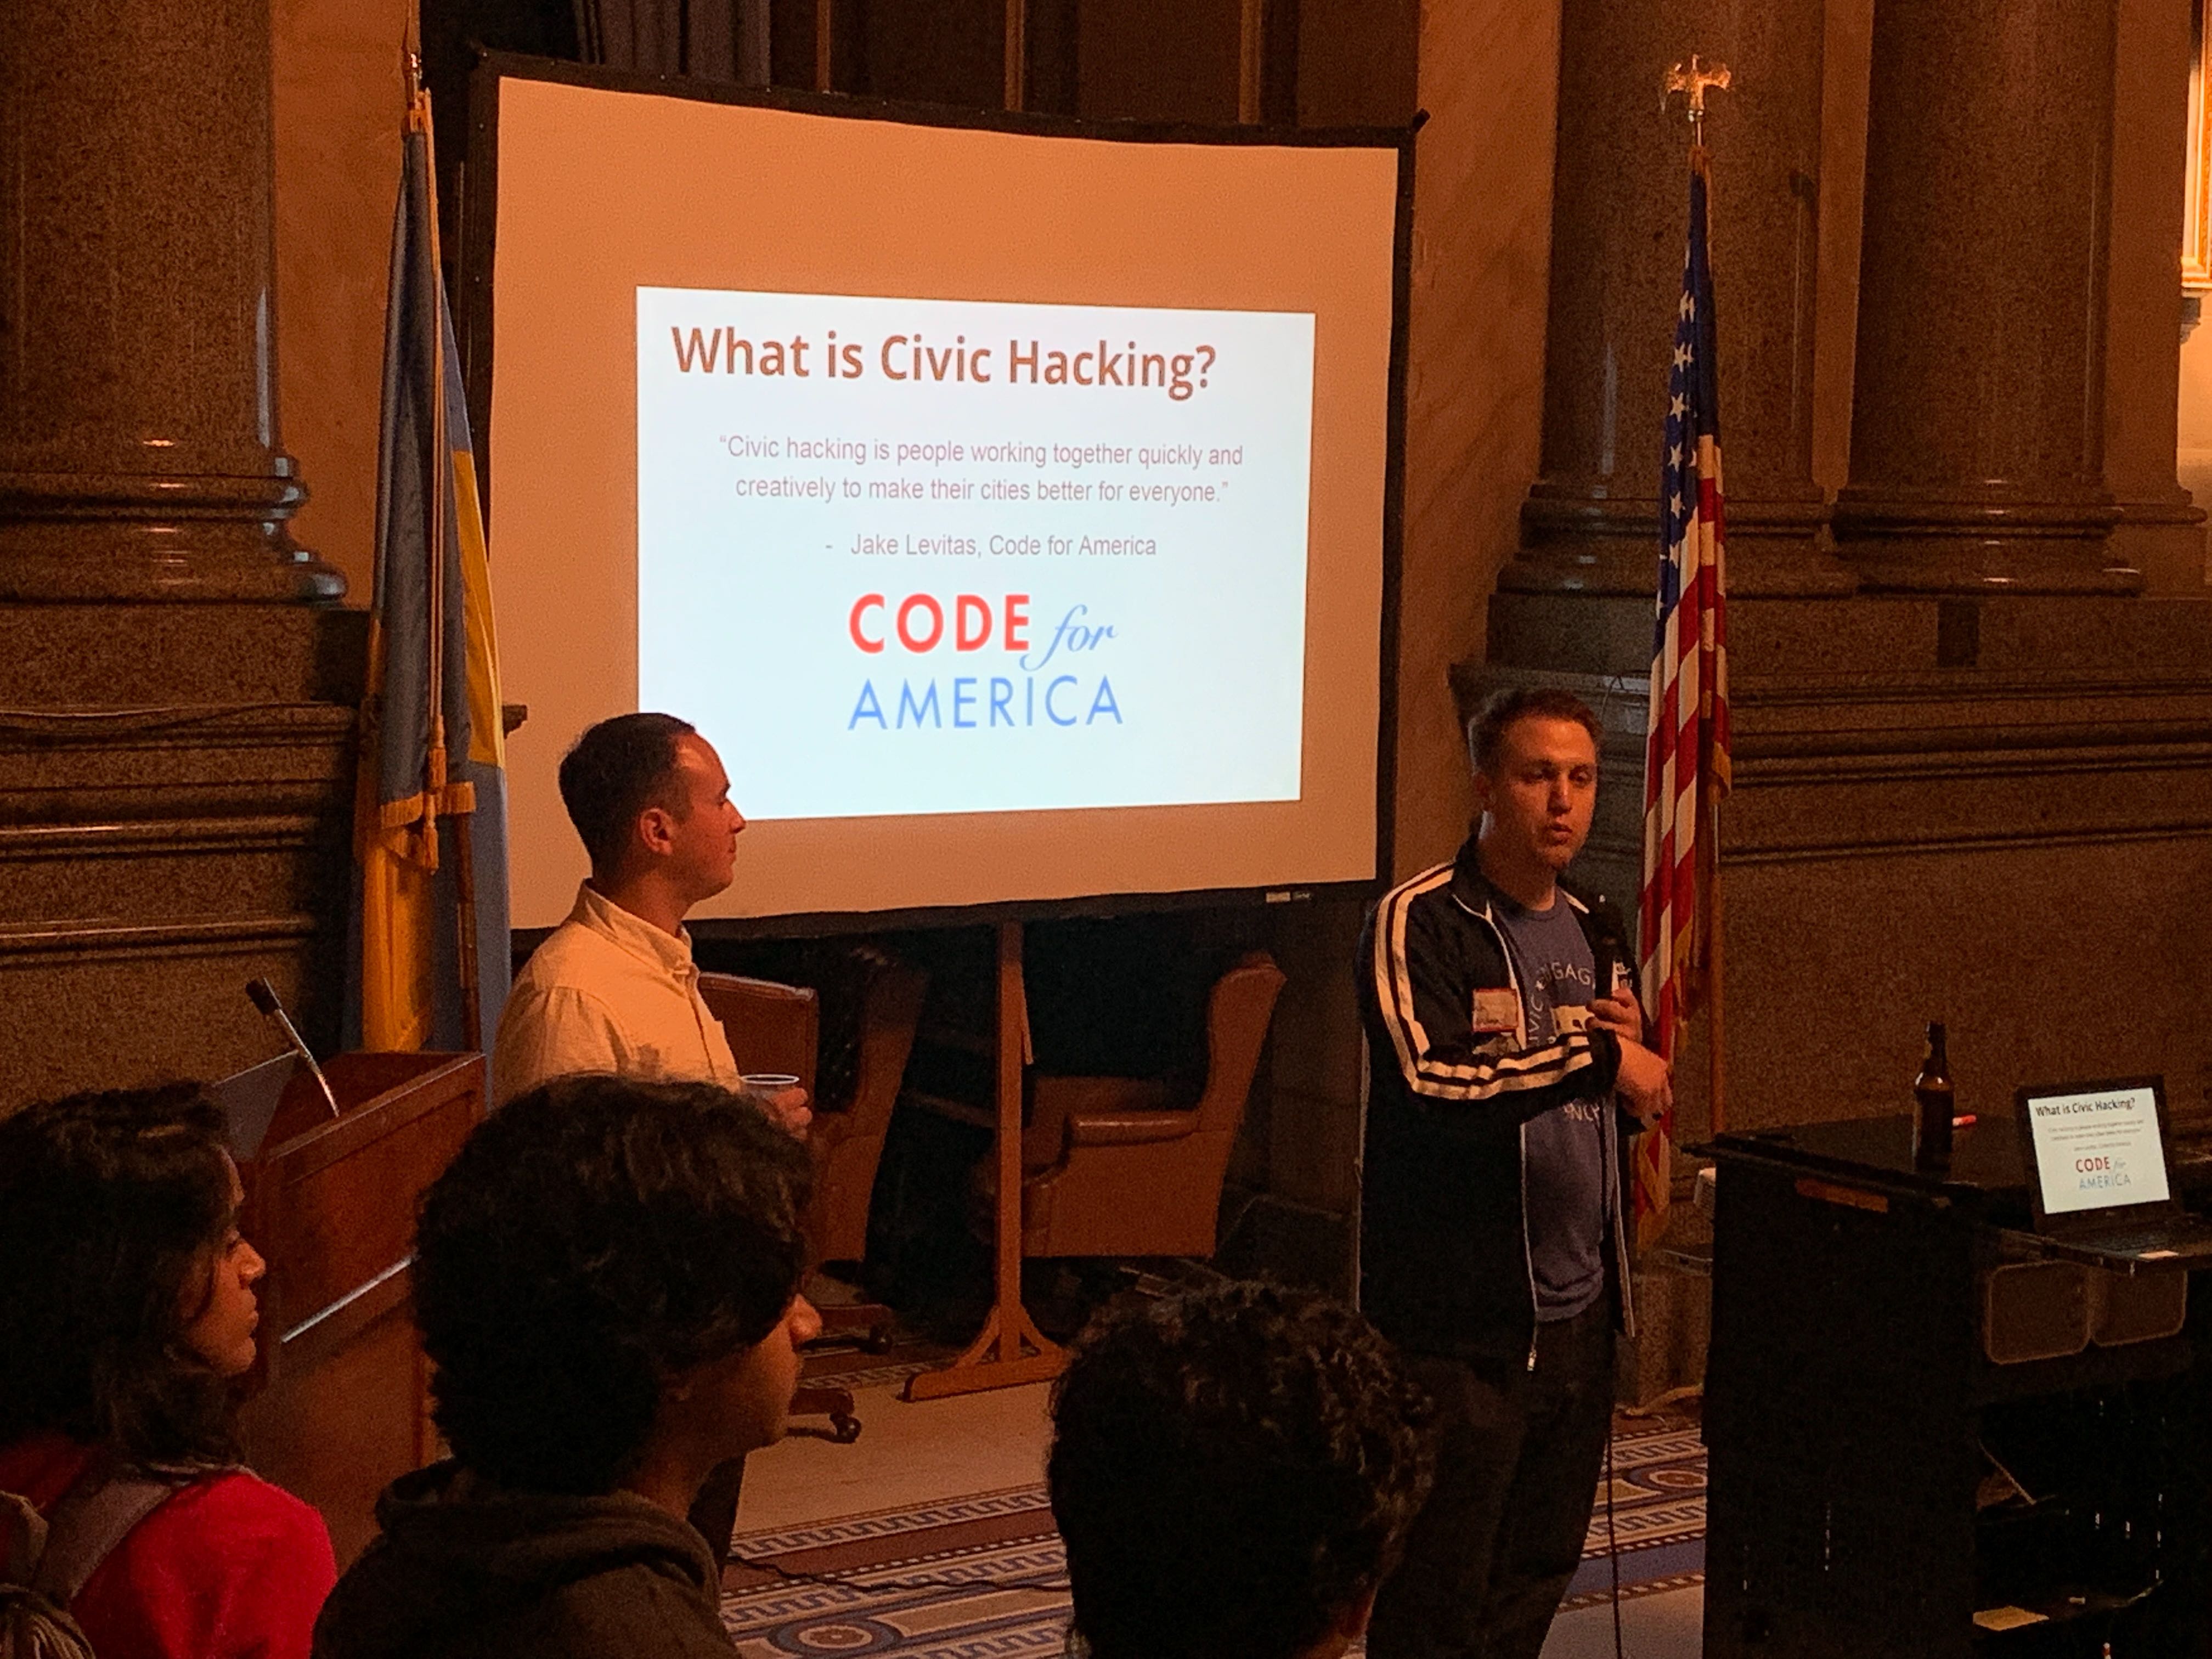 What is Civic Hacking?
“Civic hacking is people working together quickly and
creatively to make their cities better for everyone.”
- Jake Levitas, Code for America
CODE for
AMERICA
What is Civic Hacking?
CODE for
AMERICA